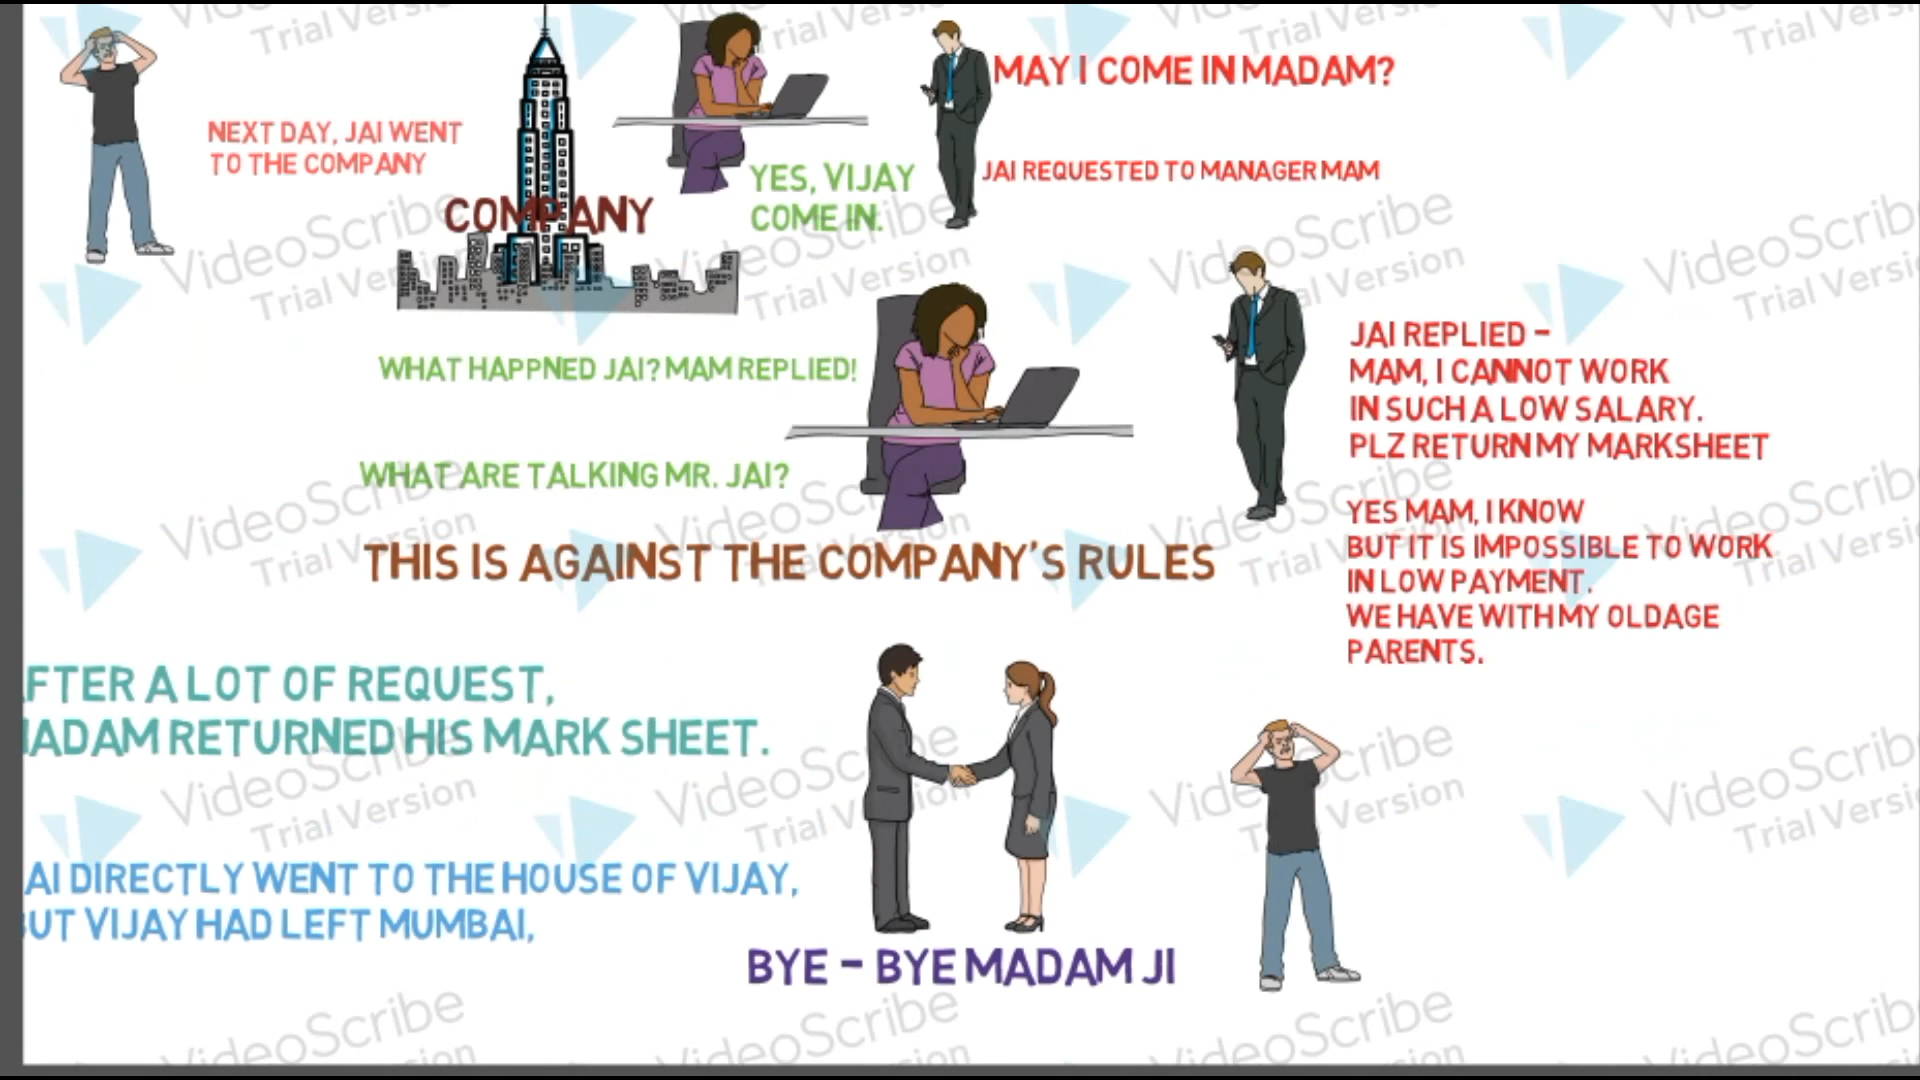 NEXT DAY, JAI WENT
TO THE COMPANY
COMPANY
MAY I COME IN MADAM?
YES, VIJAY
COME IN.
JAI REQUESTED TO MANAGER MAM
WHAT HAPPNED JAI? MAM REPLIED!
JAI REPLIED -
MAM, I CANNOT WORK
IN SUCH A LOW SALARY.
PLZ RETURN MY MARKSHEET
WHAT ARE TALKING MR. JAI?
YES MAM, I KNOW
BUT IT IS IMPOSSIBLE TO WORK
IN LOW PAYMENT.
WE HAVE WITH MY OLDAGE
PARENTS.
THIS IS AGAINST THE COMPANY'S RULES
FTER A LOT OF REQUEST,
ADAM RETURNED HIS MARK SHEET.
AI DIRECTLY WENT TO THE HOUSE OF VIJAY,
UT VIJAY HAD LEFT MUMBAI,
BYE - BYE MADAM JI
VideoScribe
Trial Version